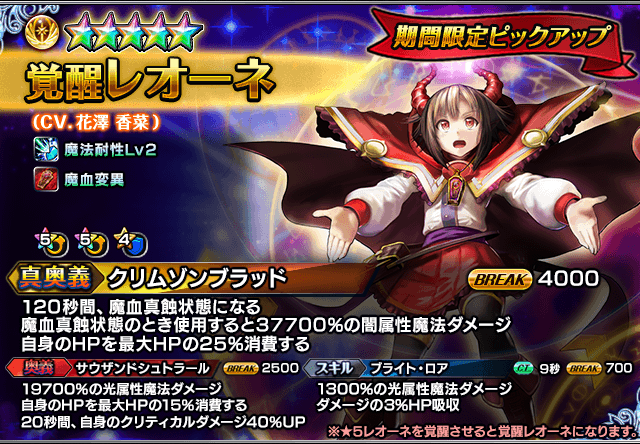 期間限定ピックアップ
覚醒レオーネ
(CV.花澤 香菜)
魔法耐性Lv2
魔血変異
5 5 4
真奥義 クリムゾンブラッド BREAK 4000
120秒間、魔血真蝕状態になる
魔血真蝕状態のとき使用すると37700%の闇属性魔法ダメージ
自身のHPを最大HPの25%消費する
奥義 サウザンドシュトラール BREAK 2500
19700%の光属性魔法ダメージ
自身のHPを最大HPの15%消費する
20秒間、自身のクリティカルダメージ40%UP
スキル ブライト・ロア C.T. 9秒 BREAK 700
1300%の光属性魔法ダメージ
ダメージの3%HP吸収
※★5レオーネを覚醒させると覚醒レオーネになります。